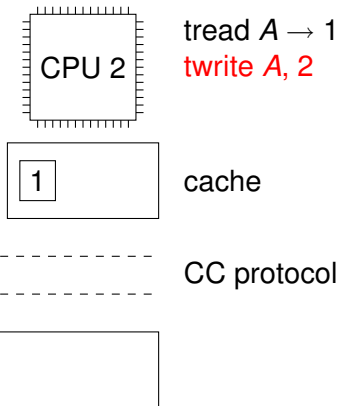 tread A → 1
CPU 2
twrite A, 2
1
cache
CC protocol